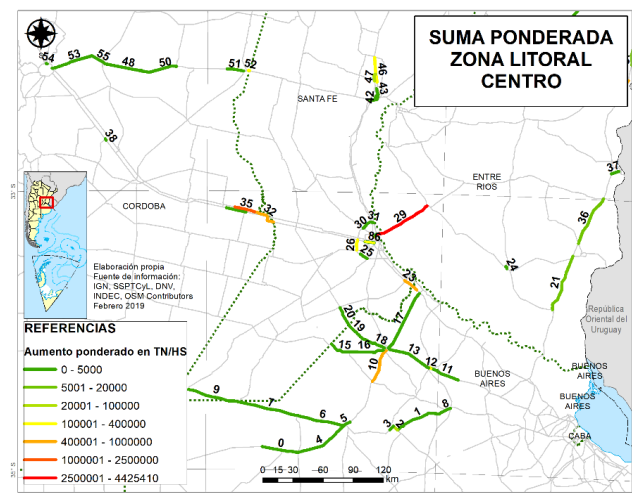 SUMA PONDERADA
ZONA LITORAL
CENTRO
54
53
55
48
50
51
52
47
46
42
43
SANTA FE
38
37
33° S
ENTRE
RIOS
CORDOBA
35
32
30
31
29
36
26
86
25
24
23
21
Elaboración propia
Fuente de información:
IGN, SSPTCyL, DNV,
INDEC, OSM Contributors
Febrero 2019
República
Oriental del
Uruguay
20
19
17
REFERENCIAS
Aumento ponderado en TN/HS
0 - 5000
5001 - 20000
20001 - 100000
100001 - 400000
400001 - 1000000
1000001 - 2500000
2500001 - 4425410
15
16
18
13
10
12
11
BUENOS
AIRES
BUENOS
AIRES
BUENOS
AIRES
9
7
6
5
3
2
1
8
0
4
CABA
35° S
0 15 30 60 90 120
km